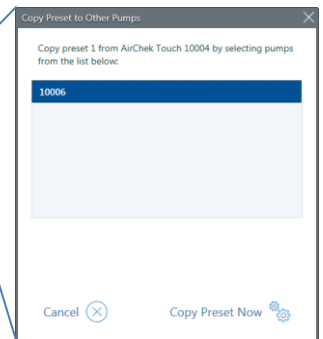 Copy Preset to Other Pumps
Copy preset 1 from AirChek Touch 10004 by selecting pumps
from the list below:
10006
Cancel
Copy Preset Now